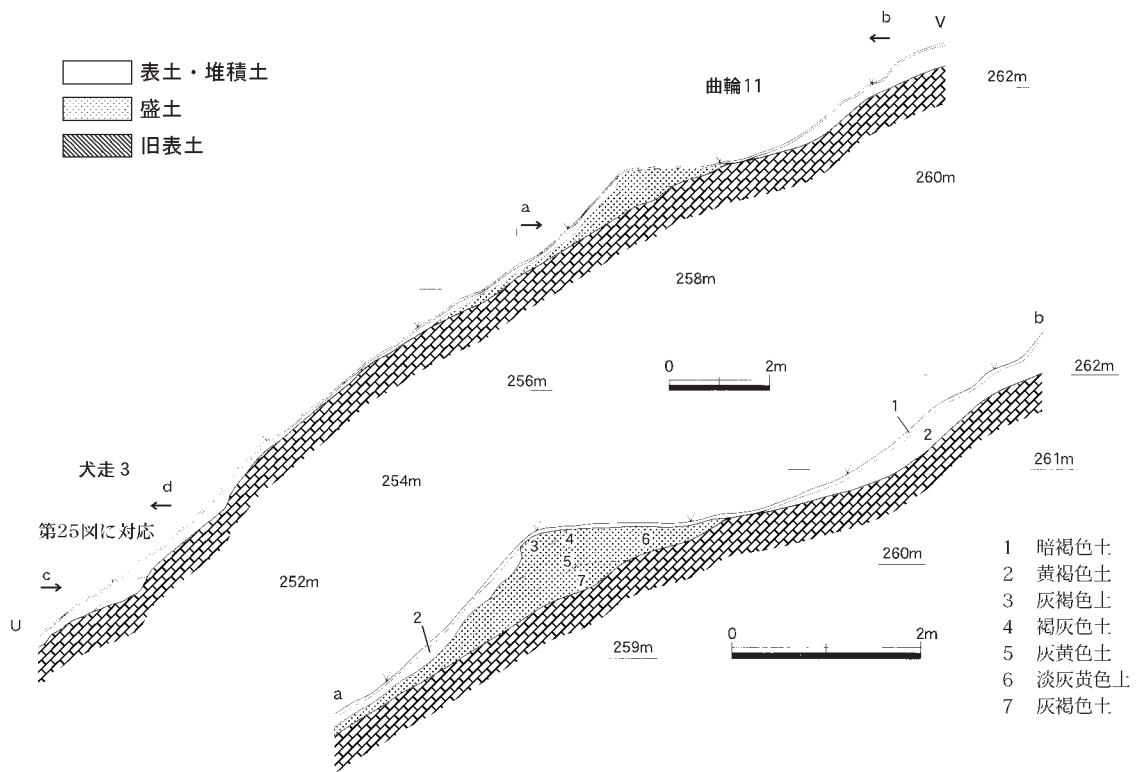 表土・堆積土
盛土
旧表土
b
V
曲輪11
262m
260m
a
258m
0 2m
256m
b
262m
1
2
261m
犬走3
d
254m
第25図に対応
c
U
252m
3 4 6
5
7
260m
2
0 2m
259m
a
1 暗褐色土
2 黄褐色土
3 灰褐色土
4 褐灰色土
5 灰黄色土
6 淡灰黄色土
7 灰褐色土